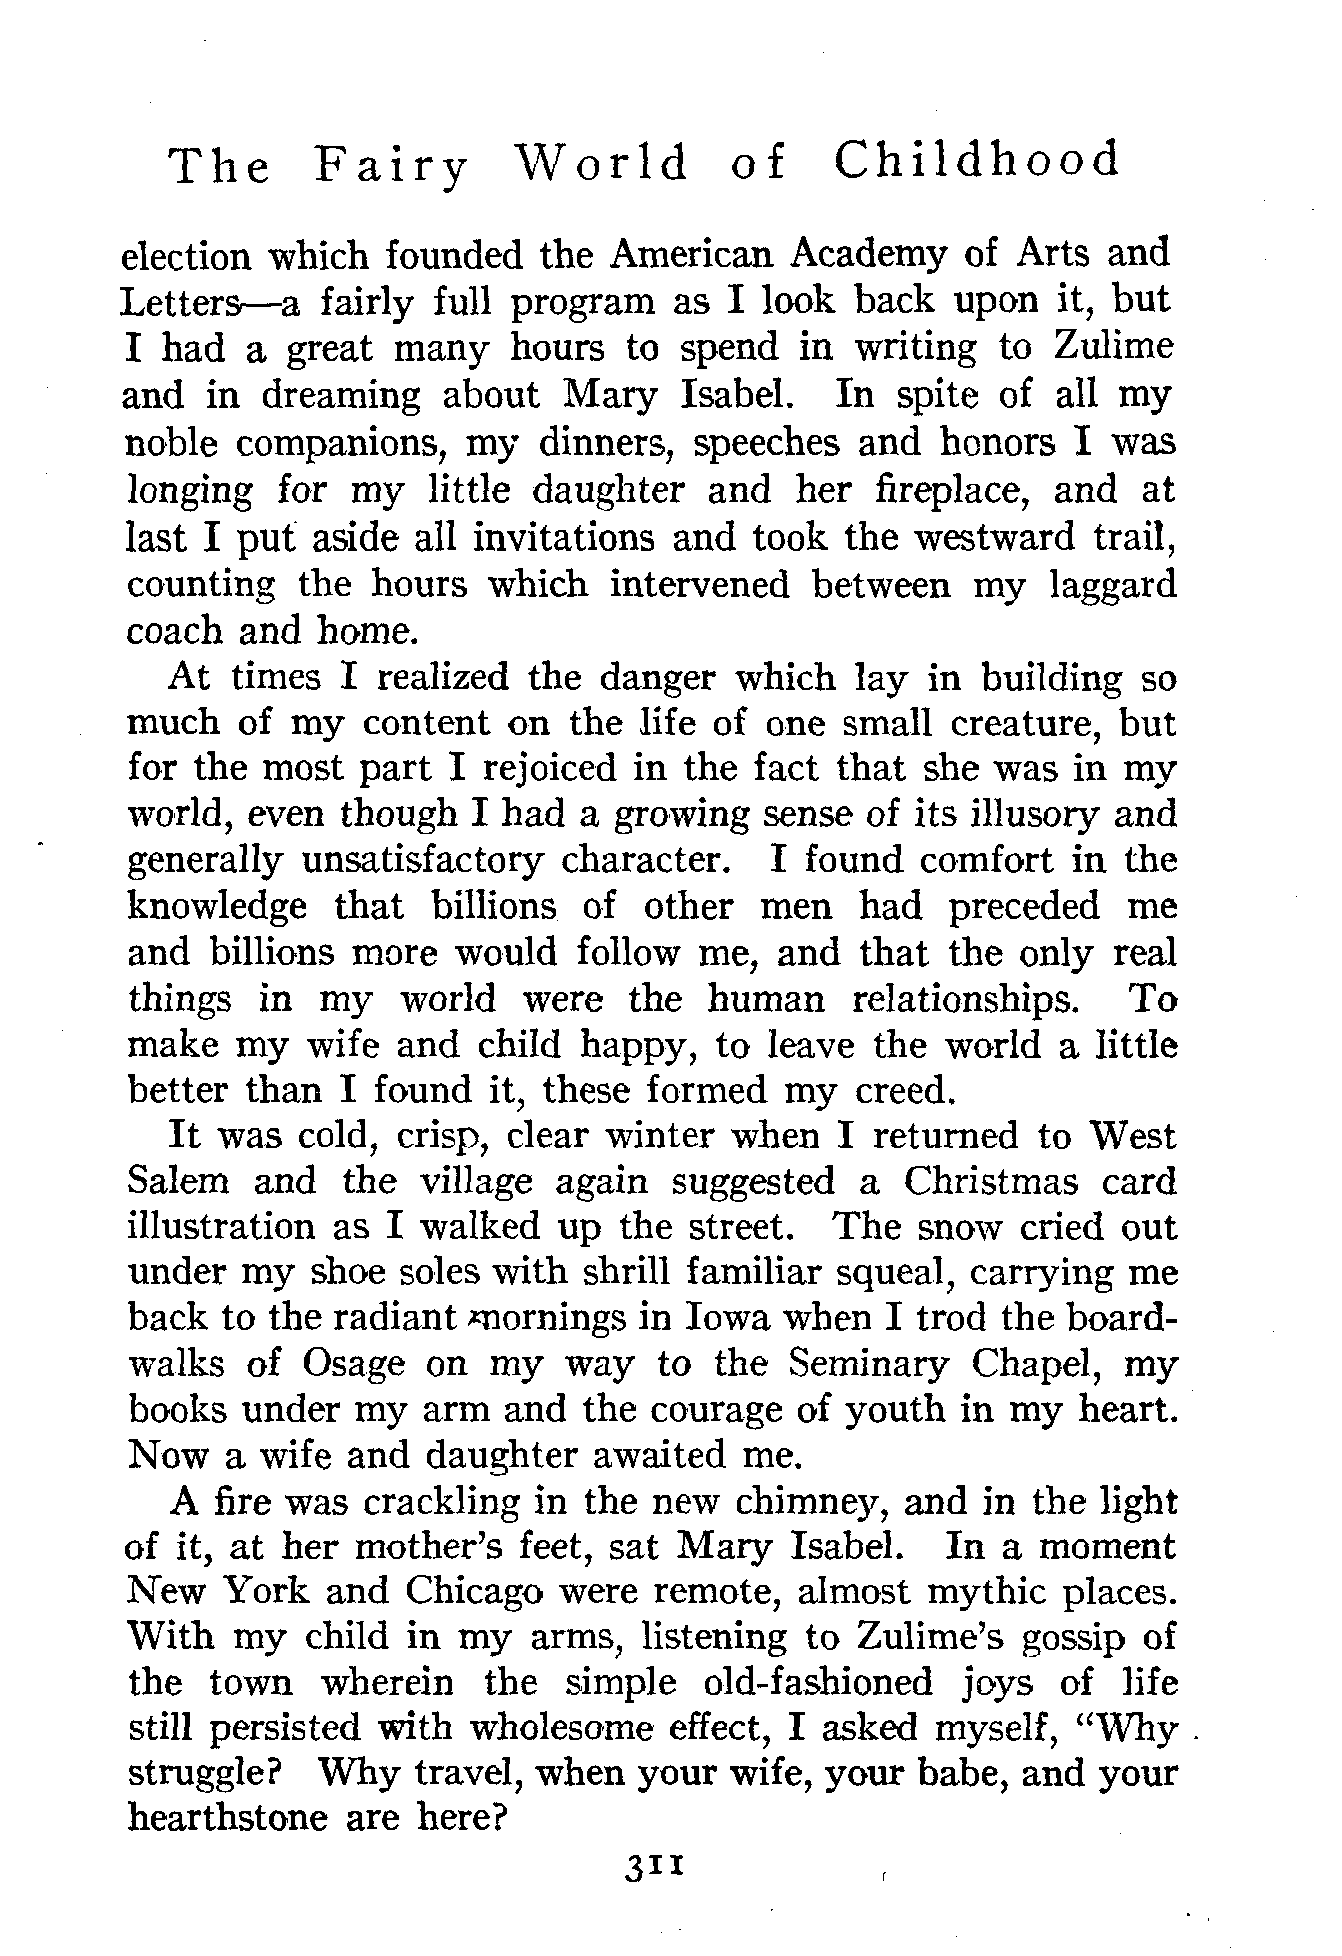 The Fairy World of Childhood
election which founded the American Academy of Arts and
Letters—a fairly full program as I look back upon it, but
I had a great many hours to spend in writing to Zulime
and in dreaming about Mary Isabel. In spite of all my
noble companions, my dinners, speeches and honors I was
longing for my little daughter and her fireplace, and at
last I put aside all invitations and took the westward trail,
counting the hours which intervened between my laggard
coach and home.
At times I realized the danger which lay in building so
much of my content on the life of one small creature, but
for the most part I rejoiced in the fact that she was in my
world, even though I had a growing sense of its illusory and
generally unsatisfactory character. I found comfort in the
knowledge that billions of other men had preceded me
and billions more would follow me, and that the only real
things in my world were the human relationships. To
make my wife and child happy, to leave the world a little
better than I found it, these formed my creed.
It was cold, crisp, clear winter when I returned to West
Salem and the village again suggested a Christmas card
illustration as I walked up the street. The snow cried out
under my shoe soles with shrill familiar squeal, carrying me
back to the radiant mornings in Iowa when I trod the board-
walks of Osage on my way to the Seminary Chapel, my
books under my arm and the courage of youth in my heart.
Now a wife and daughter awaited me.
A fire was crackling in the new chimney, and in the light
of it, at her mother's feet, sat Mary Isabel. In a moment
New York and Chicago were remote, almost mythic places.
With my child in my arms, listening to Zulime's gossip of
the town wherein the simple old-fashioned joys of life
still persisted with wholesome effect, I asked myself, "Why
struggle? Why travel, when your wife, your babe, and your
hearthstone are here?
311